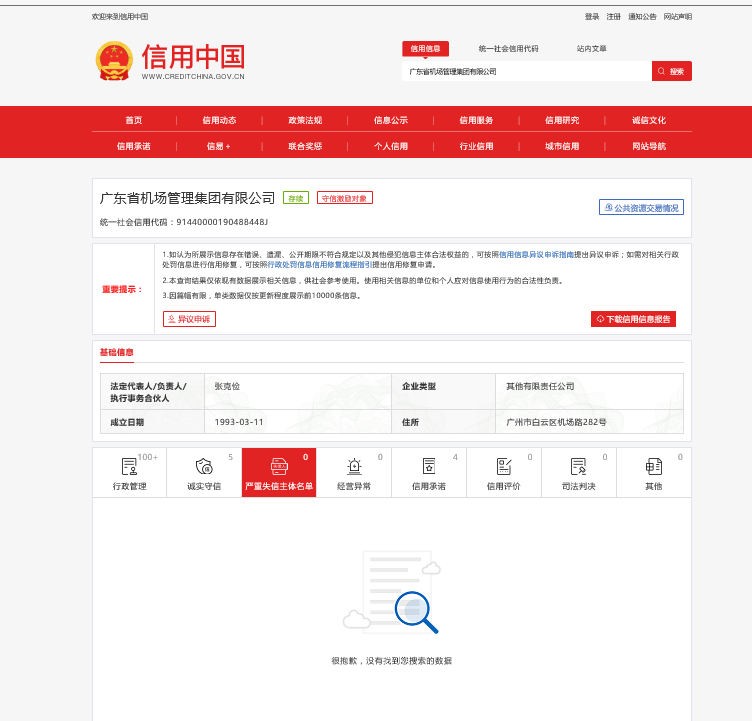 欢迎来到信用中国
登录 注册 通知公告 网站声明
信用中国
WWW.CREDITCHINA.GOV.CN
信用信息 统一社会信用代码 站内文章
广东省机场管理集团有限公司 搜索
首页 | 信用动态 | 政策法规 | 信息公示 | 信用服务 | 信用研究 | 诚信文化
信用承诺 | 信易+ | 联合奖惩 | 个人信用 | 行业信用 | 城市信用 | 网站导航
广东省机场管理集团有限公司 存续 守信激励对象
公共资源交易情况
统一社会信用代码：91440000190488448J
重要提示：
1.如认为所展示信息存在错误、遗漏、公开期限不符合规定以及其他侵犯信息主体合法权益的，可按照信用信息异议申诉指南提出异议申诉；如需对相关行政
处罚信息进行信用修复，可按照行政处罚信息信用修复流程指引提出信用修复申请。
2.本查询结果仅依现有数据展示相关信息，供社会参考使用。使用相关信息的单位和个人应对信息使用行为的合法性负责。
3.因篇幅有限，单类数据仅按更新程度展示前10000条信息。
异议申诉 下载信用信息报告
基础信息
法定代表人/负责人/
执行事务合伙人
张克俭
企业类型
其他有限责任公司
成立日期
1993-03-11
住所
广州市白云区机场路282号
100+ 5 0 0 4 0 0 0
行政管理 诚实守信 严重失信主体名单 经营异常 信用承诺 信用评价 司法判决 其他
很抱歉，没有找到您搜索的数据